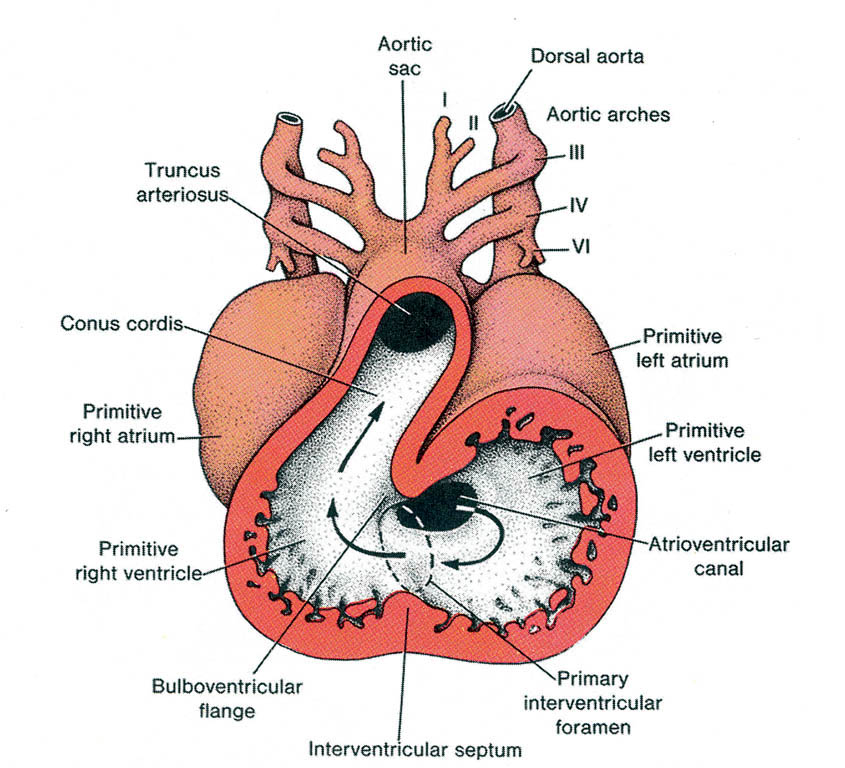 Aortic
sac
Dorsal aorta
I
II
Aortic arches
III
Truncus
arteriosus
IV
VI
Conus cordis
Primitive
left atrium
Primitive
right atrium
Primitive
left ventricle
Primitive
right ventricle
Atrioventricular
canal
Bulboventricular
flange
Primary
interventricular
foramen
Interventricular septum